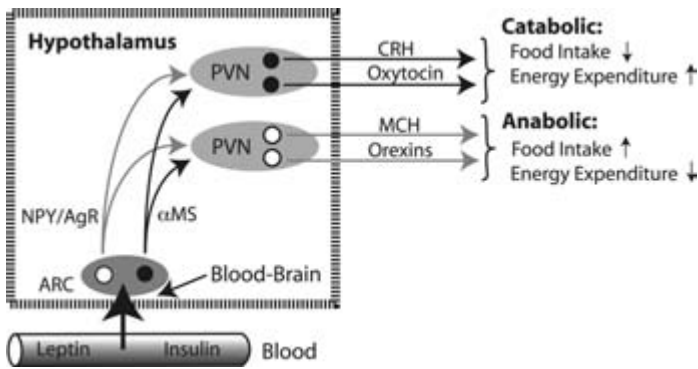 Hypothalamus
PVN
CRH
Oxytocin
Catabolic:
Food Intake ↓
Energy Expenditure ↑
PVN
MCH
Orexins
Anabolic:
Food Intake ↑
Energy Expenditure ↓
NPY/AgR
αMS
ARC
Blood-Brain
Leptin
Insulin
Blood